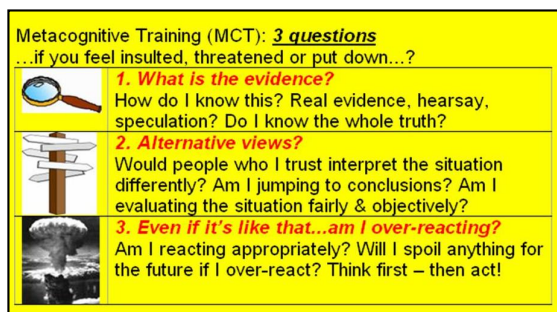 Metacognitive Training (MCT): 3 questions
…if you feel insulted, threatened or put down…?
1. What is the evidence?
How do I know this? Real evidence, hearsay,
speculation? Do I know the whole truth?
2. Alternative views?
Would people who I trust interpret the situation
differently? Am I jumping to conclusions? Am I
evaluating the situation fairly & objectively?
3. Even if it's like that...am I over-reacting?
Am I reacting appropriately? Will I spoil anything for
the future if I over-react? Think first – then act!